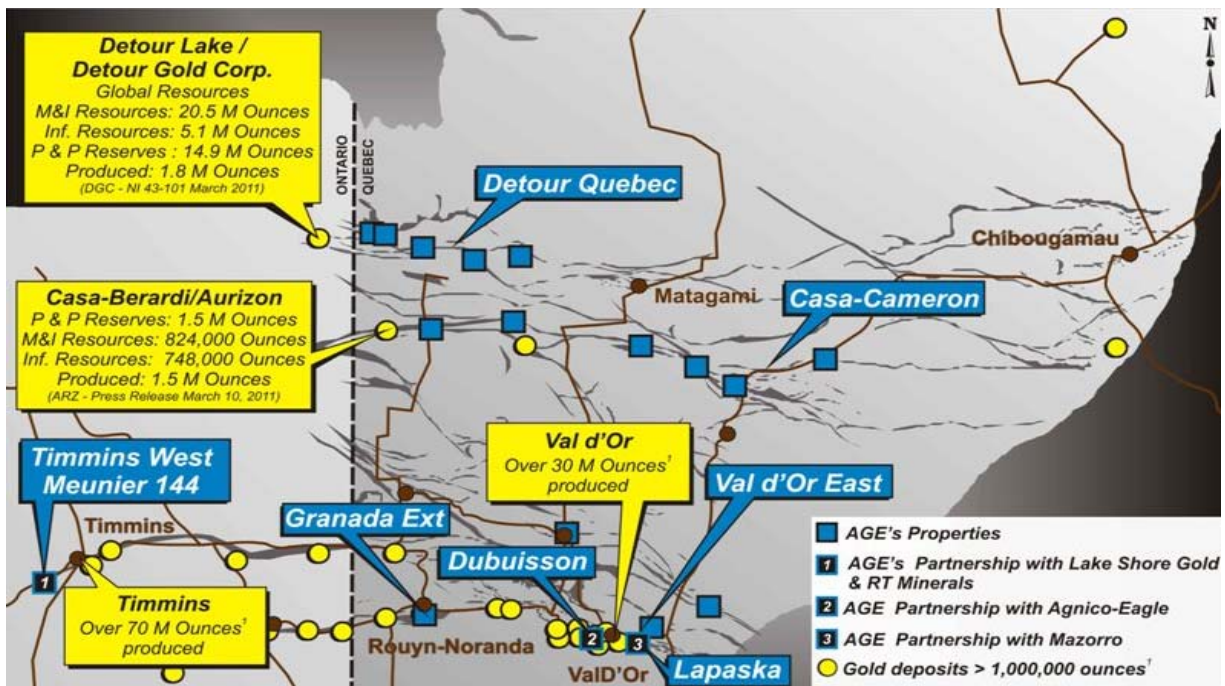 Detour Lake /
Detour Gold Corp.
Global Resources
M&I Resources: 20.5 M Ounces
Inf. Resources: 5.1 M Ounces
P & P Reserves : 14.9 M Ounces
Produced: 1.8 M Ounces
(DGC - NI 43-101 March 2011)
ONTARIO
QUEBEC
N
Detour Quebec
Chibougamau
Matagami
Casa-Cameron
Casa-Berardi/Aurizon
P & P Reserves: 1.5 M Ounces
M&I Resources: 824,000 Ounces
Inf. Resources: 748,000 Ounces
Produced: 1.5 M Ounces
(ARZ - Press Release March 10, 2011)
Timmins West
Meunier 144
Timmins
1
Timmins
Over 70 M Ounces†
produced
Granada Ext
Rouyn-Noranda
Val d'Or
Over 30 M Ounces†
produced
Dubuisson
Val d'Or East
2
3
ValD'Or
Lapaska
AGE's Properties
1 AGE's Partnership with Lake Shore Gold
& RT Minerals
2 AGE Partnership with Agnico-Eagle
3 AGE Partnership with Mazorro
Gold deposits > 1,000,000 ounces†